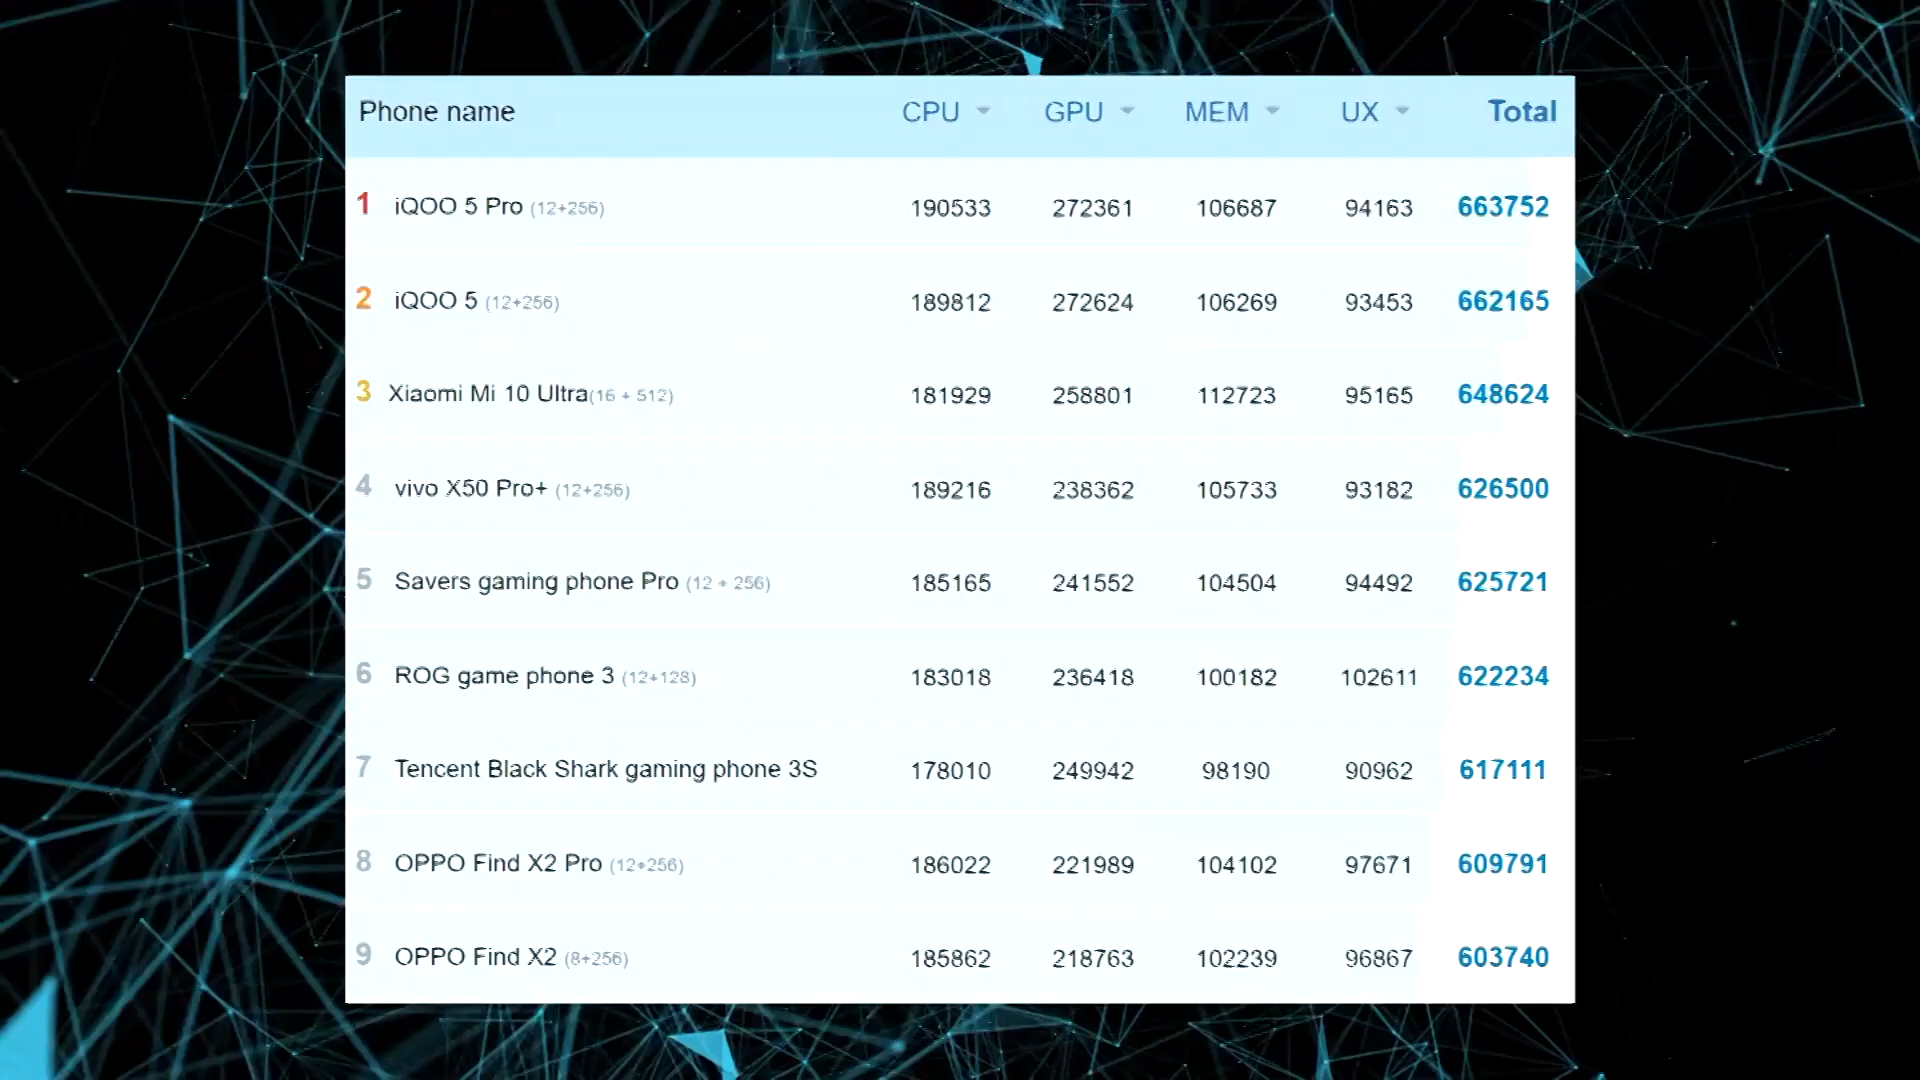 Phone name CPU GPU MEM UX Total
1 iQOO 5 Pro (12+256) 190533 272361 106687 94163 663752
2 iQOO 5 (12+256) 189812 272624 106269 93453 662165
3 Xiaomi Mi 10 Ultra(16 + 512) 181929 258801 112723 95165 648624
4 vivo X50 Pro+ (12+256) 189216 238362 105733 93182 626500
5 Savers gaming phone Pro (12 + 256) 185165 241552 104504 94492 625721
6 ROG game phone 3 (12+128) 183018 236418 100182 102611 622234
7 Tencent Black Shark gaming phone 3S 178010 249942 98190 90962 617111
8 OPPO Find X2 Pro (12+256) 186022 221989 104102 97671 609791
9 OPPO Find X2 (8+256) 185862 218763 102239 96867 603740